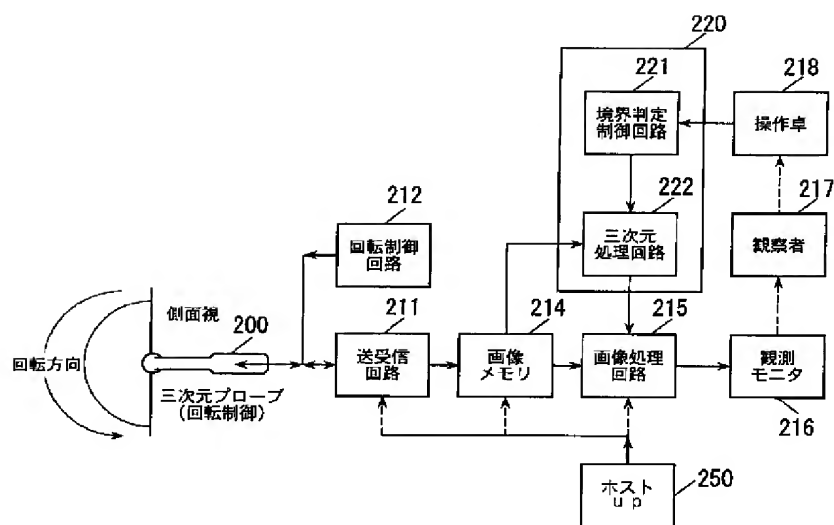 220
221
境界判定
制御回路
218
操作卓
222
三次元
処理回路
217
観察者
212
回転制御
回路
側面視
200
回転方向
三次元プローブ
(回転制御)
211
送受信
回路
214
画像
メモリ
215
画像処理
回路
観測
モニタ
216
ホスト
up
250